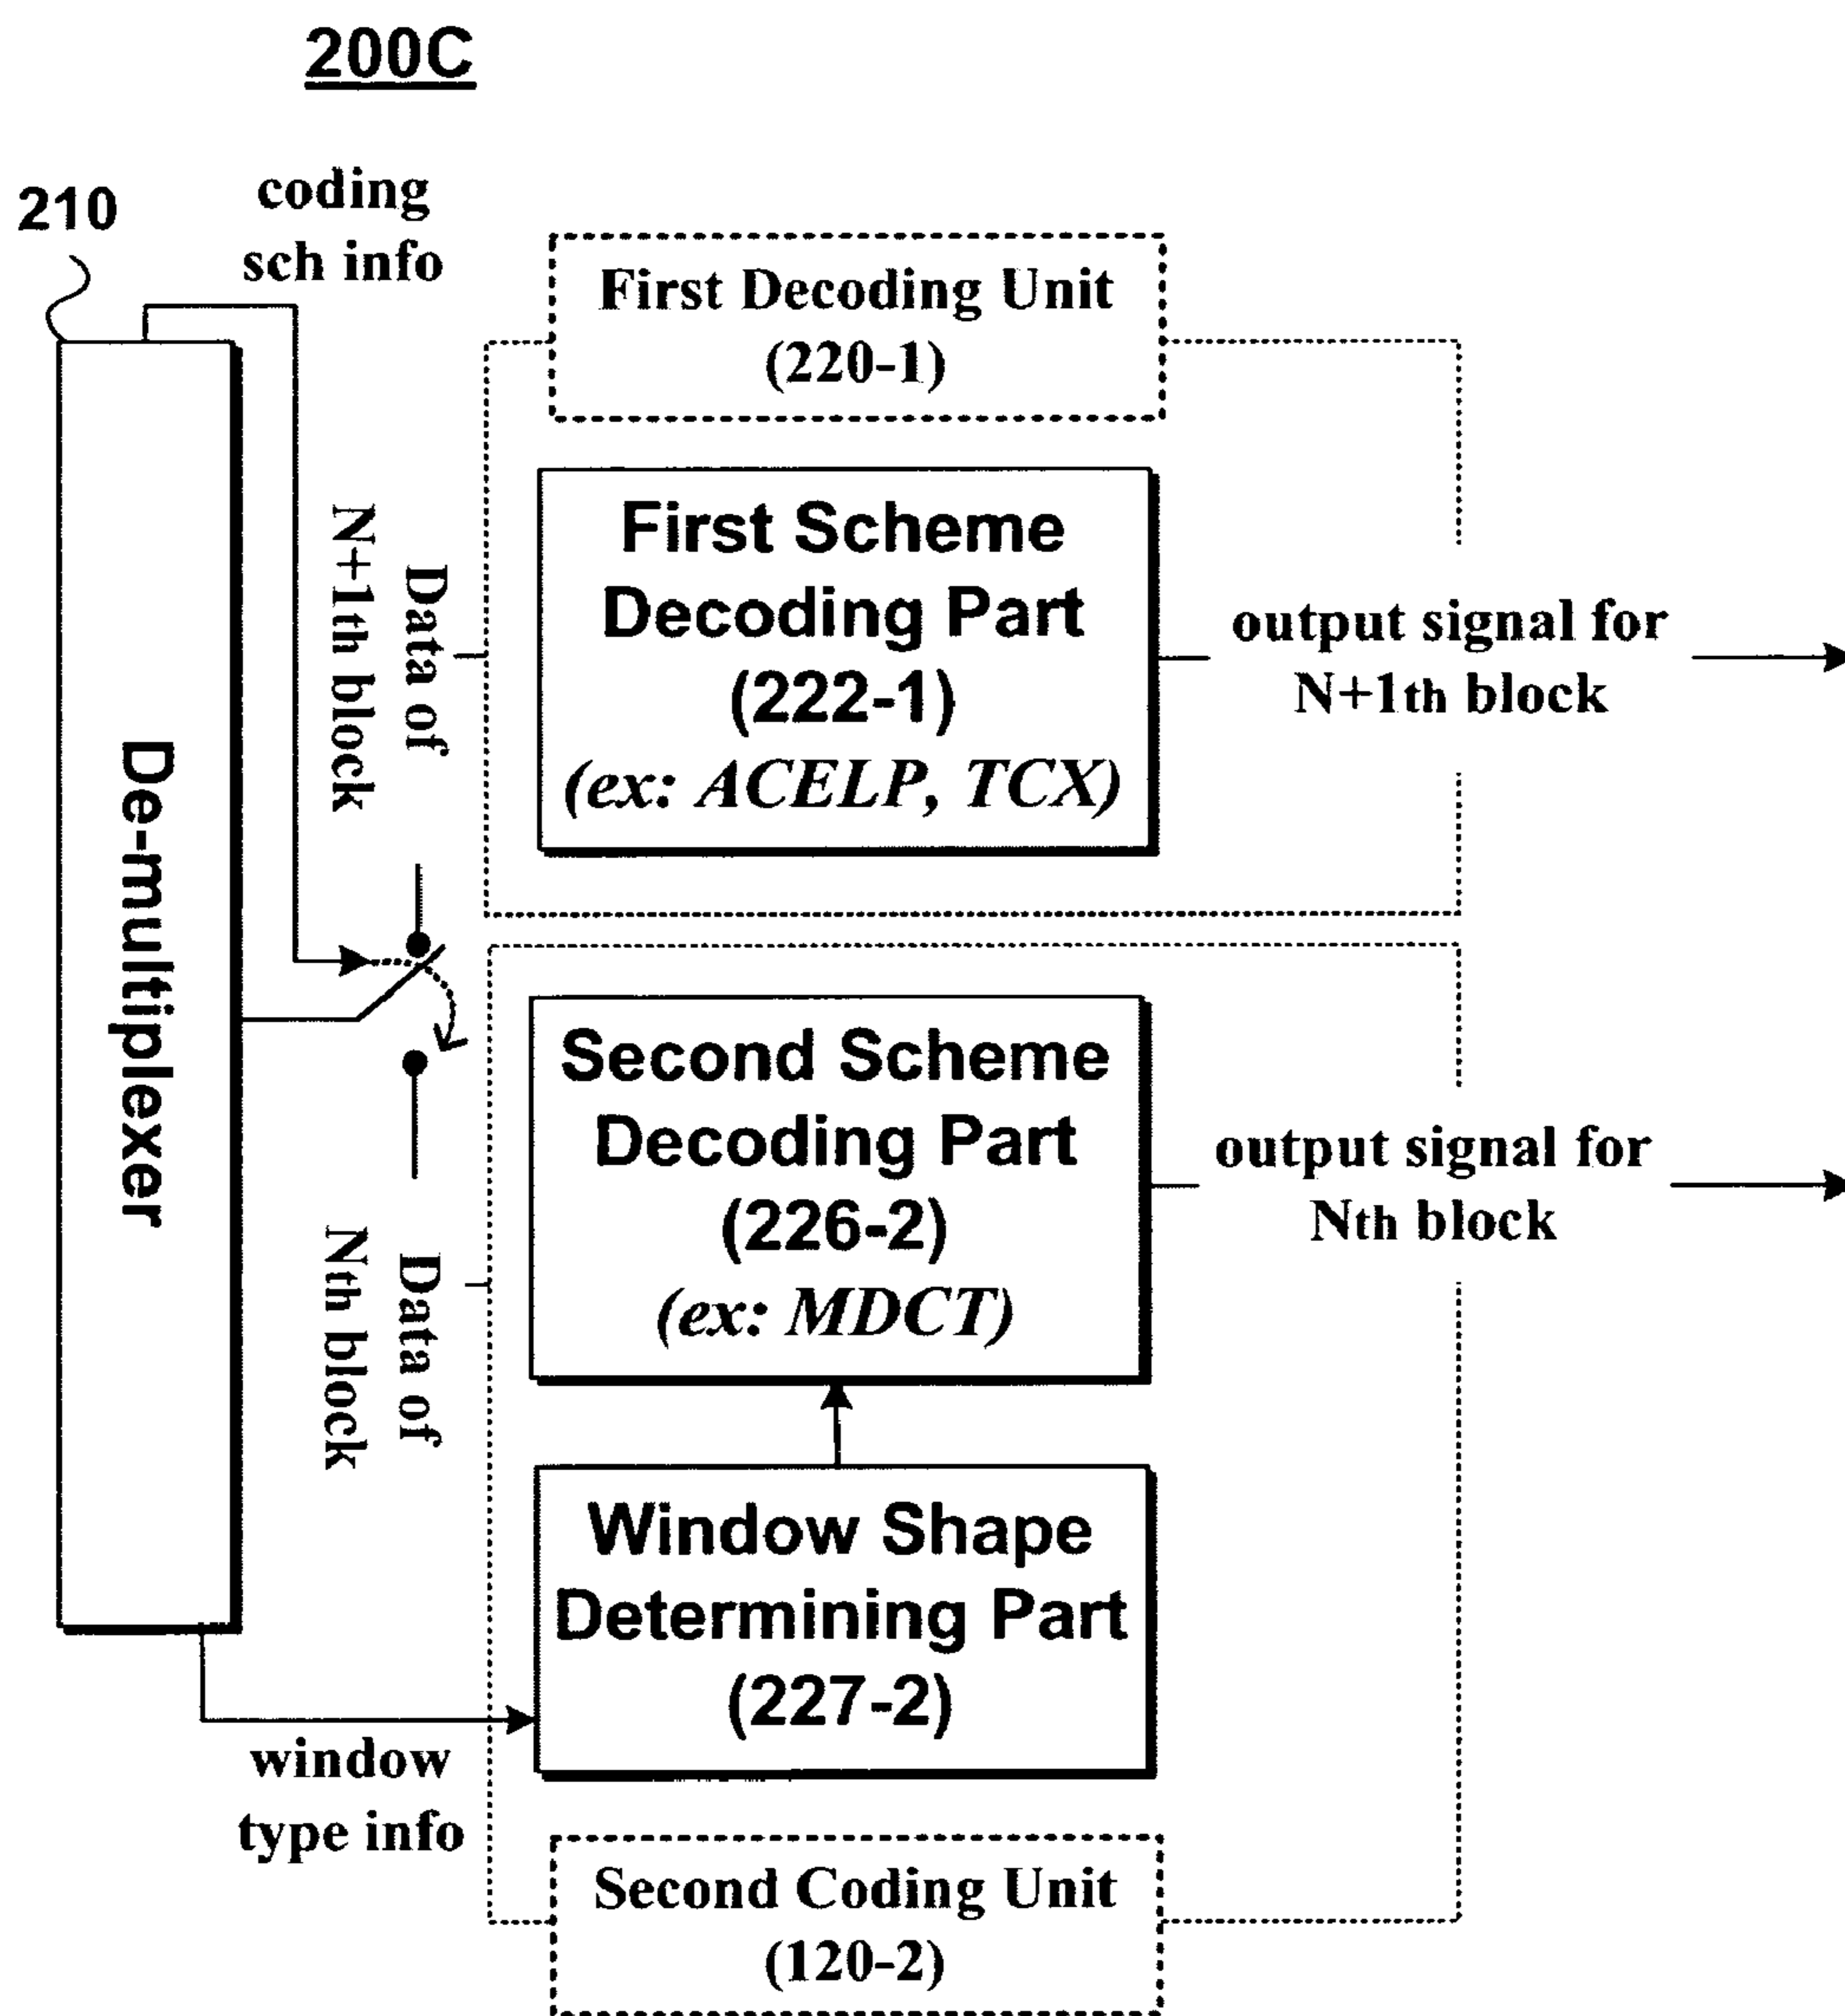 200C
210
coding
sch info
First Decoding Unit
(220-1)
De-multiplexer
Data of
N+1th block
First Scheme
Decoding Part
(222-1)
(ex: ACELP, TCX)
output signal for
N+1th block
Data of
Nth block
Second Scheme
Decoding Part
(226-2)
(ex: MDCT)
output signal for
Nth block
Window Shape
Determining Part
(227-2)
window
type info
Second Coding Unit
(120-2)